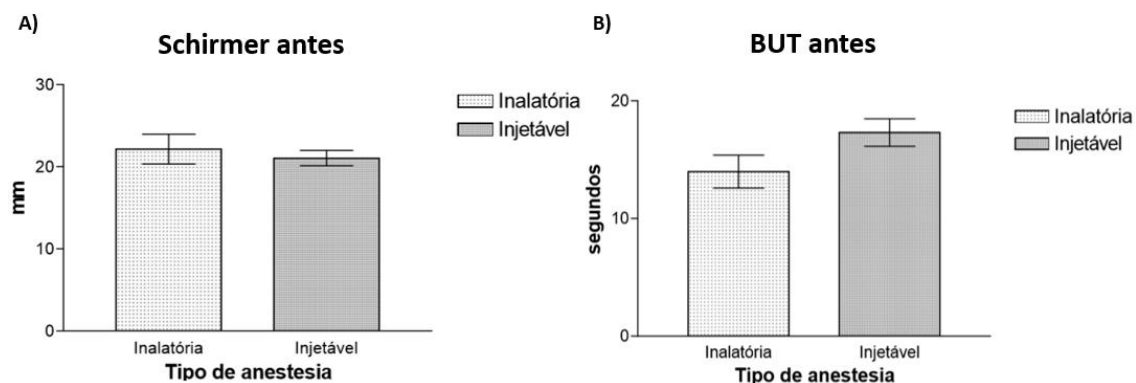 A)
Schirmer antes
30
20
10
0
mm
Inalatória
Injetável
Tipo de anestesia
Inalatória
Injetável
B)
BUT antes
20
10
0
segundos
Inalatória
Injetável
Tipo de anestesia
Inalatória
Injetável